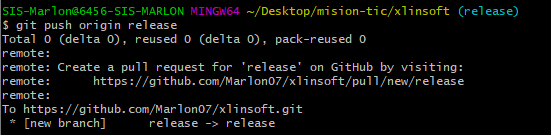 SIS-Marlon@6456-SIS-MARLON MINGW64 ~/Desktop/mision-tic/xlinsoft (release)
$ git push origin release
Total 0 (delta 0), reused 0 (delta 0), pack-reused 0
remote:
remote: Create a pull request for 'release' on GitHub by visiting:
remote:      https://github.com/Marlon07/xlinsoft/pull/new/release
remote:
To https://github.com/Marlon07/xlinsoft.git
 * [new branch]      release -> release